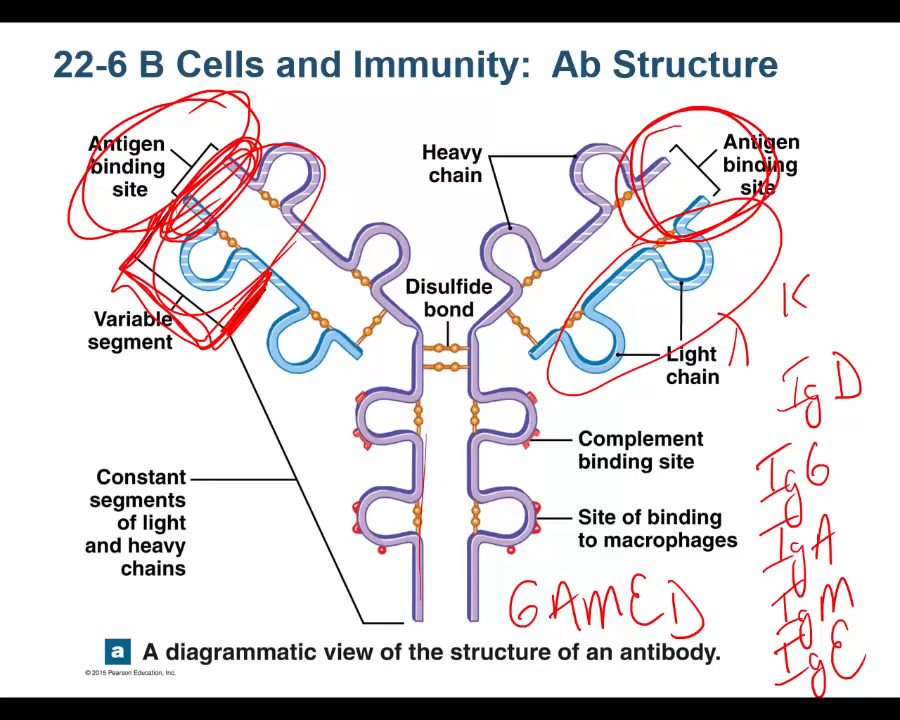 22-6 B Cells and Immunity: Ab Structure
Antigen
binding
site
Heavy
chain
Antigen
binding
site
Disulfide
bond
Variable
segment
Light
chain
K
λ
IgD
Complement
binding site
IgG
Constant
segments
of light
and heavy
chains
Site of binding
to macrophages
IgA
GAMED
IgM
IgE
a A diagrammatic view of the structure of an antibody.
© 2015 Pearson Education, Inc.